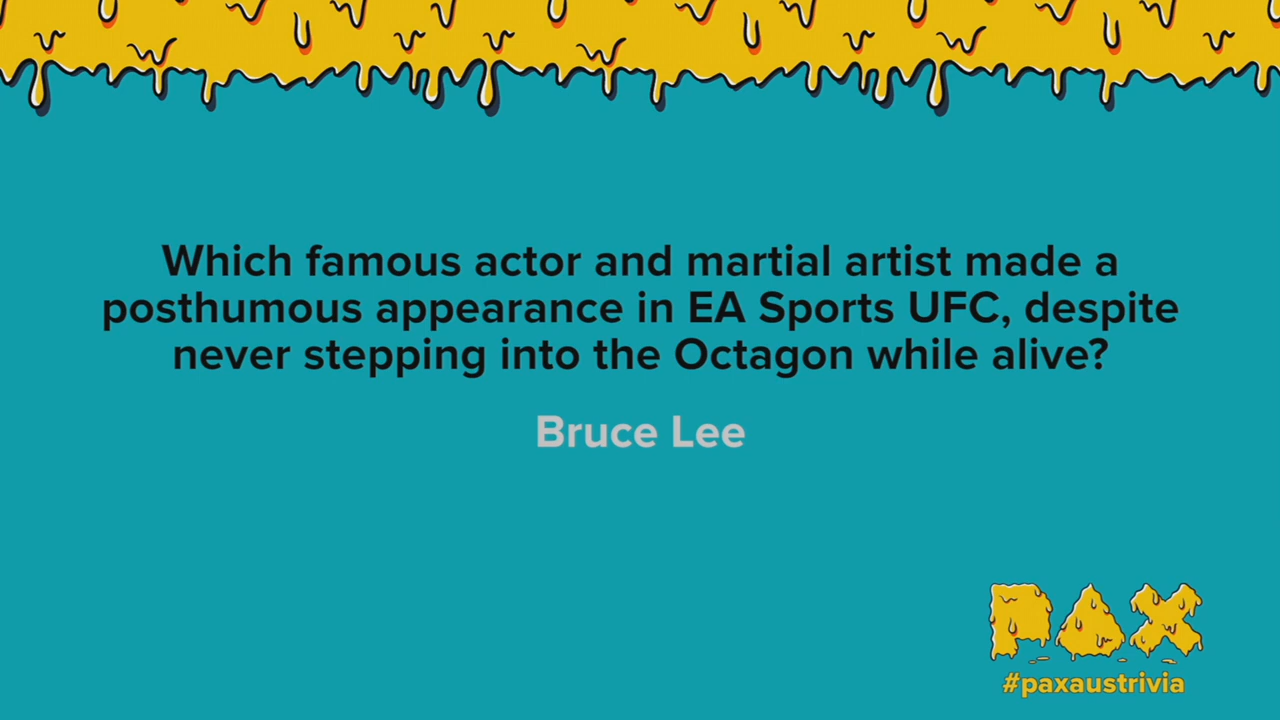 Which famous actor and martial artist made a
posthumous appearance in EA Sports UFC, despite
never stepping into the Octagon while alive?
Bruce Lee
PAX
#paxaustrivia